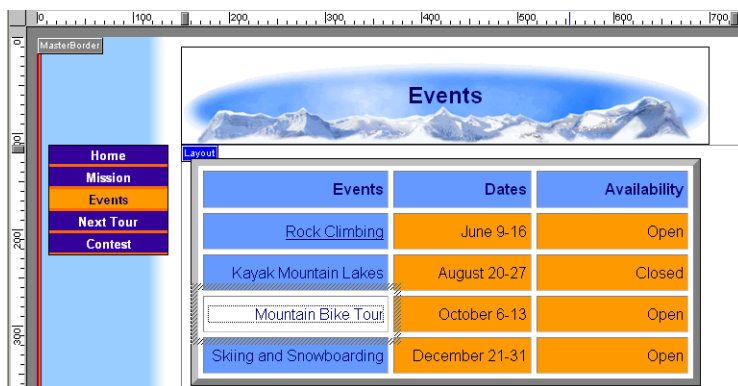 0 100 200 300 400 500 600 700
MasterBorder
0
Events
Layout
Home
Mission
Events
Next Tour
Contest
Events Dates Availability
Rock Climbing June 9-16 Open
Kayak Mountain Lakes August 20-27 Closed
Mountain Bike Tour October 6-13 Open
Skiing and Snowboarding December 21-31 Open
200
300